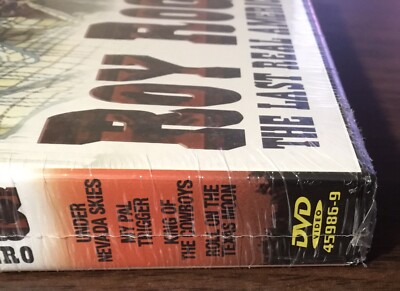 ROY ROG
THE LAST REAL AMERIC
RO
UNDER
NEVADA SKIES
MY PAL
TRIGGER
KING OF
THE COWBOYS
ROLL ON THE
TEXAS MOON
DVD
VIDEO
45986-9